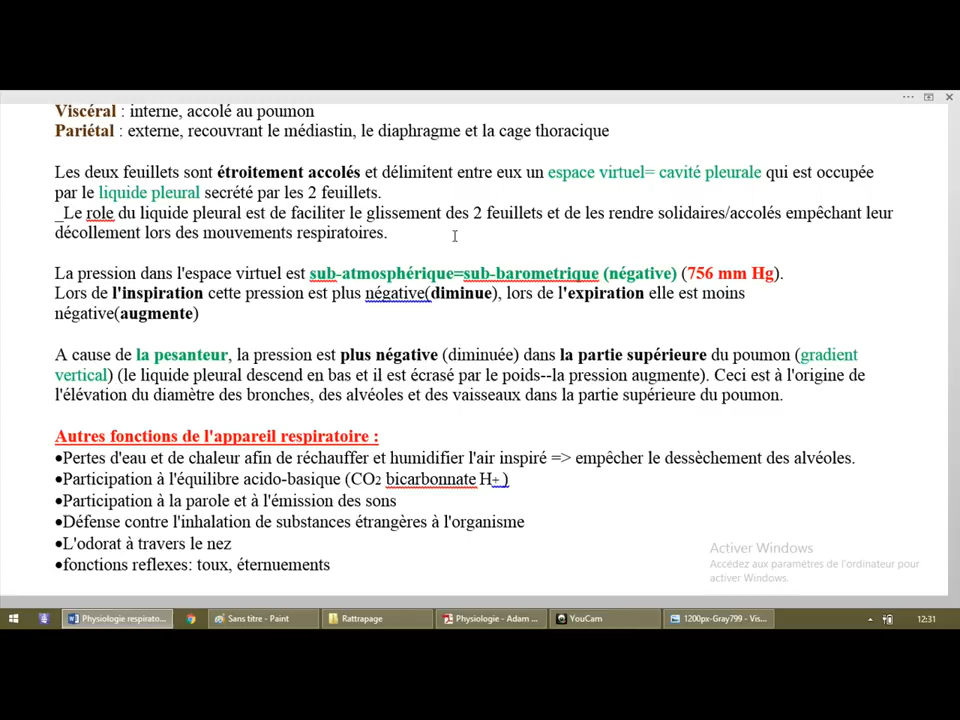 Viscéral : interne, accolé au poumon
Pariétal : externe, recouvrant le médiastin, le diaphragme et la cage thoracique
Les deux feuillets sont étroitement accolés et délimitent entre eux un espace virtuel= cavité pleurale qui est occupée
par le liquide pleural secrété par les 2 feuillets.
_Le role du liquide pleural est de faciliter le glissement des 2 feuillets et de les rendre solidaires/accolés empêchant leur
décollement lors des mouvements respiratoires.
La pression dans l'espace virtuel est sub-atmosphérique=sub-barometrique (négative) (756 mm Hg).
Lors de l'inspiration cette pression est plus négative(diminue), lors de l'expiration elle est moins
négative(augmente)
A cause de la pesanteur, la pression est plus négative (diminuée) dans la partie supérieure du poumon (gradient
vertical) (le liquide pleural descend en bas et il est écrasé par le poids--la pression augmente). Ceci est à l'origine de
l'élévation du diamètre des bronches, des alvéoles et des vaisseaux dans la partie supérieure du poumon.
Autres fonctions de l'appareil respiratoire :
•Pertes d'eau et de chaleur afin de réchauffer et humidifier l'air inspiré => empêcher le dessèchement des alvéoles.
•Participation à l'équilibre acido-basique (CO2 bicarbonnate H+ )
•Participation à la parole et à l'émission des sons
•Défense contre l'inhalation de substances étrangères à l'organisme
•L'odorat à travers le nez
•fonctions reflexes: toux, éternuements
Activer Windows
Accédez aux paramètres de l'ordinateur pour
activer Windows.
Physiologie respirato... Sans titre - Paint Rattrapage Physiologie - Adam ... YouCam 1200px-Gray799 - Vis... 12:31